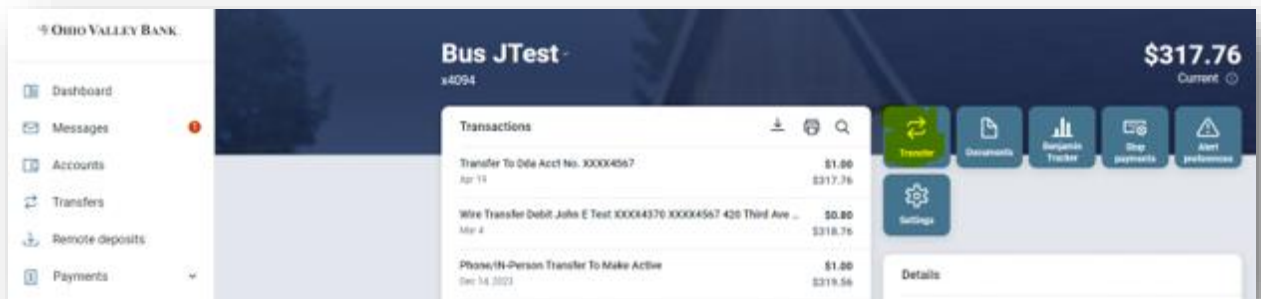 OHIO VALLEY BANK
Dashboard
Messages
Accounts
Transfers
Remote deposits
Payments
Bus JTest
x4094
$317.76
Current
Transactions
Transfer To Dda Acct No. XXXX4567 $1.00
Apr 19 $317.76
Wire Transfer Debit John E Test XXXX4370 XXXX4567 420 Third Ave ... $0.80
Mar 4 $318.76
Phone/IN-Person Transfer To Make Active $1.00
Dec 14, 2023 $319.56
Transfer
Documents
Benjamin Tracker
Stop payments
Alert preferences
Settings
Details